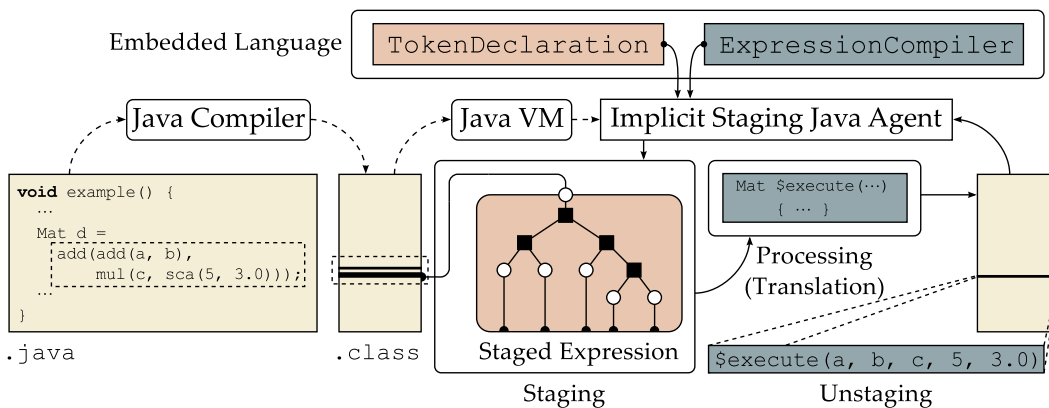 Embedded Language
TokenDeclaration
ExpressionCompiler
Java Compiler
Java VM
Implicit Staging Java Agent
void example() {
...
Mat d =
add(add(a, b),
mul(c, sca(5, 3.0)));
...
}
.java
.class
Staged Expression
Staging
Mat $execute(...)
{ ... }
Processing
(Translation)
$execute(a, b, c, 5, 3.0)
Unstaging